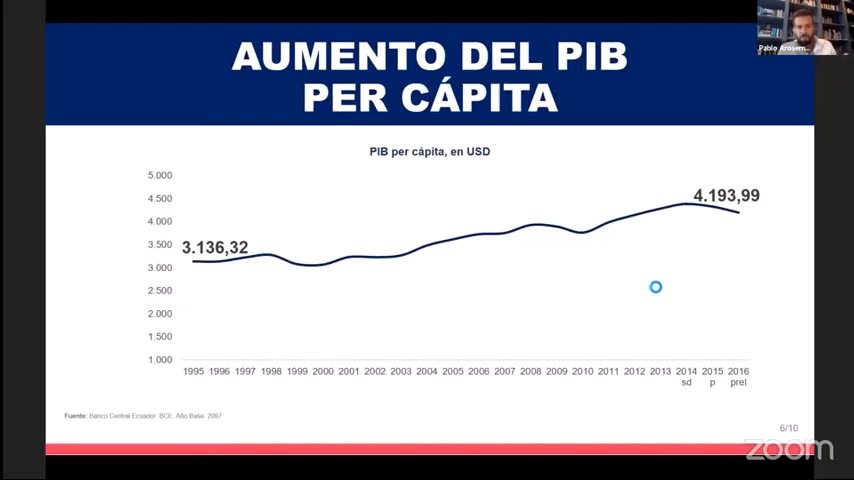 AUMENTO DEL PIB
PER CÁPITA
Pablo Arosem...
PIB per cápita, en USD
5.000
4.500
4.000
3.500
3.000
2.500
2.000
1.500
1.000
3.136,32
4.193,99
1995 1996 1997 1998 1999 2000 2001 2002 2003 2004 2005 2006 2007 2008 2009 2010 2011 2012 2013 2014 2015 2016
sd p prel
Fuente: Banco Central Ecuador. BCE. Año Base. 2007
6/10
zoom